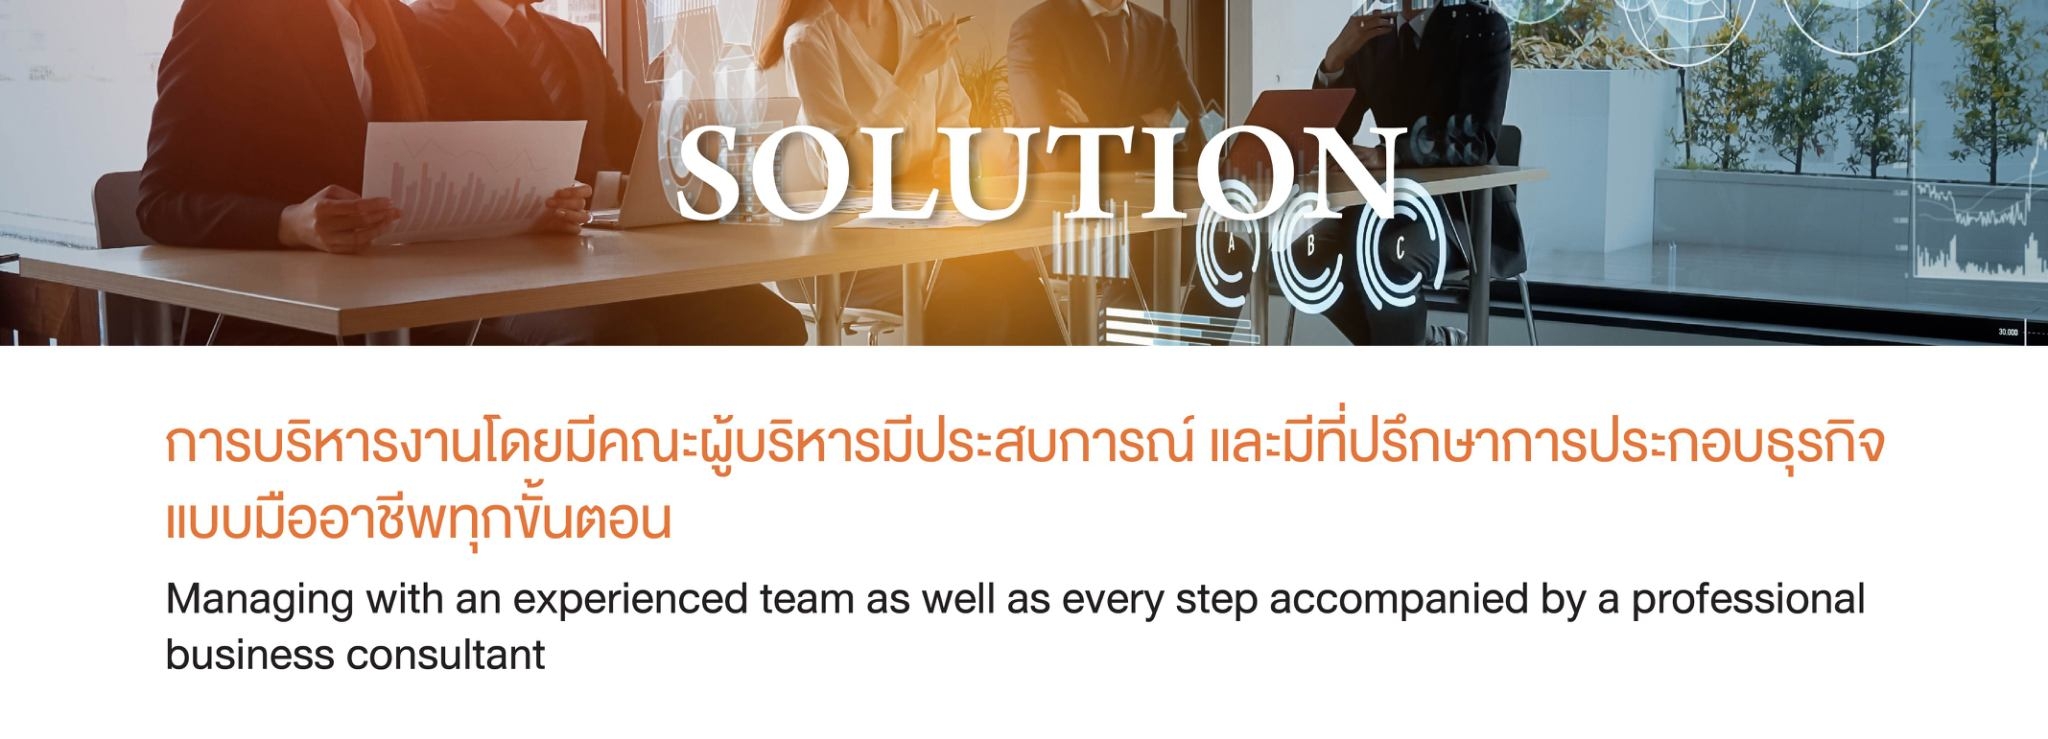 SOLUTION
A B C
30.000
การบริหารงานโดยมีคณะผู้บริหารมีประสบการณ์ และมีที่ปรึกษาการประกอบธุรกิจ
แบบมืออาชีพทุกขั้นตอน
Managing with an experienced team as well as every step accompanied by a professional
business consultant